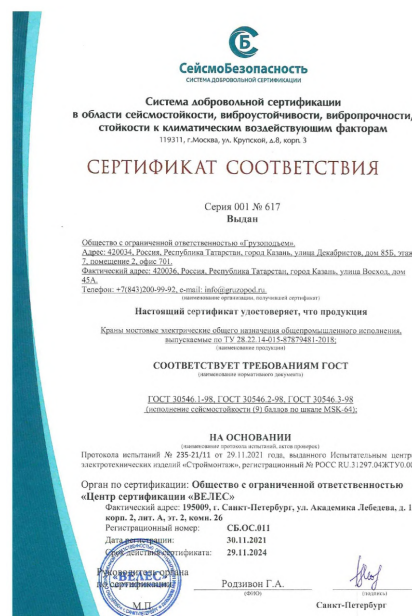 СейсмоБезопасность
СИСТЕМА ДОБРОВОЛЬНОЙ СЕРТИФИКАЦИИ
Система добровольной сертификации
в области сейсмостойкости, виброустойчивости, вибропрочности,
стойкости к климатическим воздействующим факторам
119311, г.Москва, ул. Крупской, д.8, корп. 3
СЕРТИФИКАТ СООТВЕТСТВИЯ
Серия 001 № 617
Выдан
Общество с ограниченной ответственностью «Грузоподъем».
Адрес: 420034, Россия, Республика Татарстан, город Казань, улица Декабристов, дом 85Б, этаж
7, помещение 2, офис 701.
Фактический адрес: 420036, Россия, Республика Татарстан, город Казань, улица Восход, дом
45А.
Телефон: +7(843)200-99-92, e-mail: info@gruzopod.ru.
(наименование организации, получившей сертификат)
Настоящий сертификат удостоверяет, что продукция
Краны мостовые электрические общего назначения общепромышленного исполнения,
выпускаемые по ТУ 28.22.14-015-87879481-2018;
(наименование продукции)
СООТВЕТСТВУЕТ ТРЕБОВАНИЯМ ГОСТ
(наименование нормативного документа)
ГОСТ 30546.1-98, ГОСТ 30546.2-98, ГОСТ 30546.3-98
(исполнение сейсмостойкости (9) баллов по шкале MSK-64);
НА ОСНОВАНИИ
(наименование протокола испытаний, актов проверок)
Протокола испытаний № 235-21/11 от 29.11.2021, выданного Испытательным центр
электротехнических изделий «Строймонтаж», регистрационный № РОСС RU.31297.04ЖТУ0.00
Орган по сертификации: Общество с ограниченной ответственностью
«Центр сертификации «ВЕЛЕС»
Фактический адрес: 195009, г. Санкт-Петербург, ул. Академика Лебедева, д. 1
корп. 2, лит. А, эт. 2, комн. 26
Регистрационный номер: СБ.ОС.011
Дата регистрации: 30.11.2021
Срок действия сертификата: 29.11.2024
Руководитель органа
по сертификации: Родзивон Г.А.
(ФИО) (подпись)
«ВЕЛЕС»
М.П. Санкт-Петербург